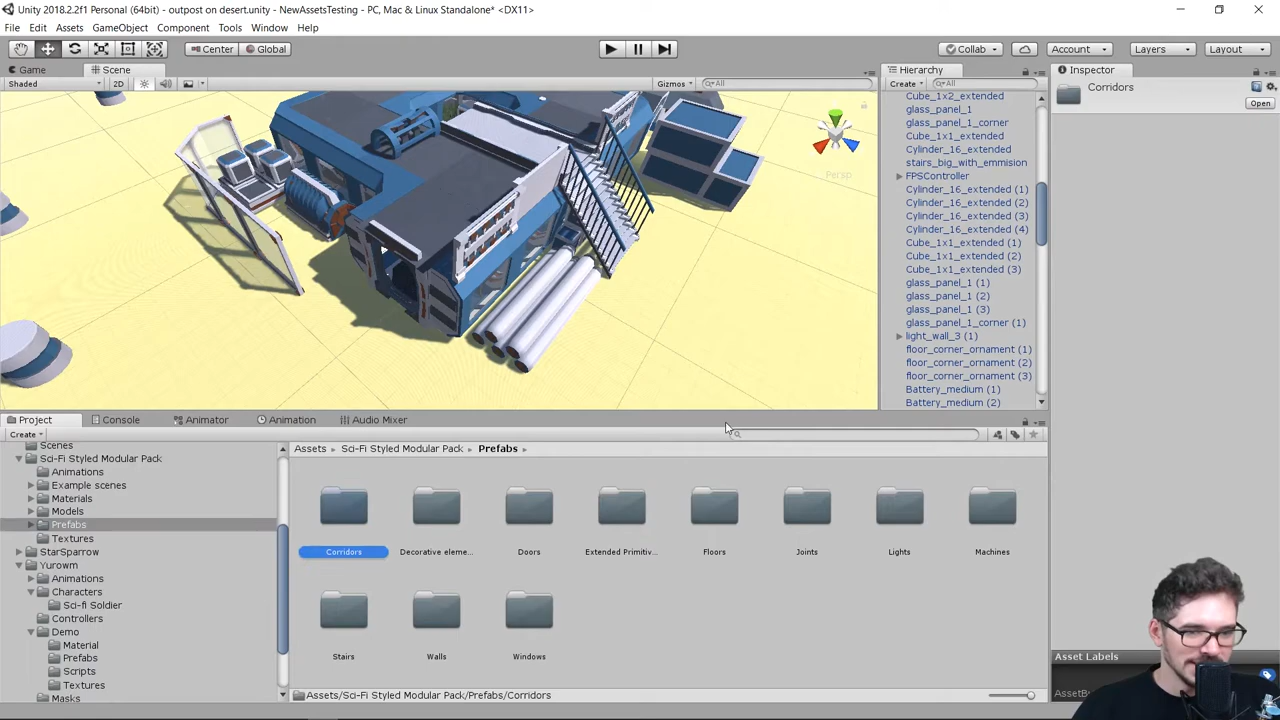 Unity 2018.2.2f1 Personal (64bit) - outpost on desert.unity - NewAssetsTesting - PC, Mac & Linux Standalone* <DX11>
File Edit Assets GameObject Component Tools Window Help
Center Global Collab Account Layers Layout
Game Scene Hierarchy Inspector
Shaded 2D Gizmos All Create All Corridors
Open
Cube_1x2_extended
glass_panel_1
glass_panel_1_corner
Cube_1x1_extended
Cylinder_16_extended
stairs_big_with_emmision
FPSController
Cylinder_16_extended (1)
Cylinder_16_extended (2)
Cylinder_16_extended (3)
Cylinder_16_extended (4)
Cube_1x1_extended (1)
Cube_1x1_extended (2)
Cube_1x1_extended (3)
glass_panel_1 (1)
glass_panel_1 (2)
glass_panel_1 (3)
glass_panel_1_corner (1)
light_wall_3 (1)
floor_corner_ornament (1)
floor_corner_ornament (2)
floor_corner_ornament (3)
Battery_medium (1)
Battery_medium (2)
Persp
Project Console Animator Animation Audio Mixer
Create
Scenes
Sci-Fi Styled Modular Pack
Animations
Example scenes
Materials
Models
Prefabs
Textures
StarSparrow
Yurowm
Animations
Characters
Sci-fi Soldier
Controllers
Demo
Material
Prefabs
Scripts
Textures
Masks
Assets Sci-Fi Styled Modular Pack Prefabs
Corridors Decorative eleme... Doors Extended Primitiv... Floors Joints Lights Machines
Stairs Walls Windows
Assets/Sci-Fi Styled Modular Pack/Prefabs/Corridors
Asset Labels